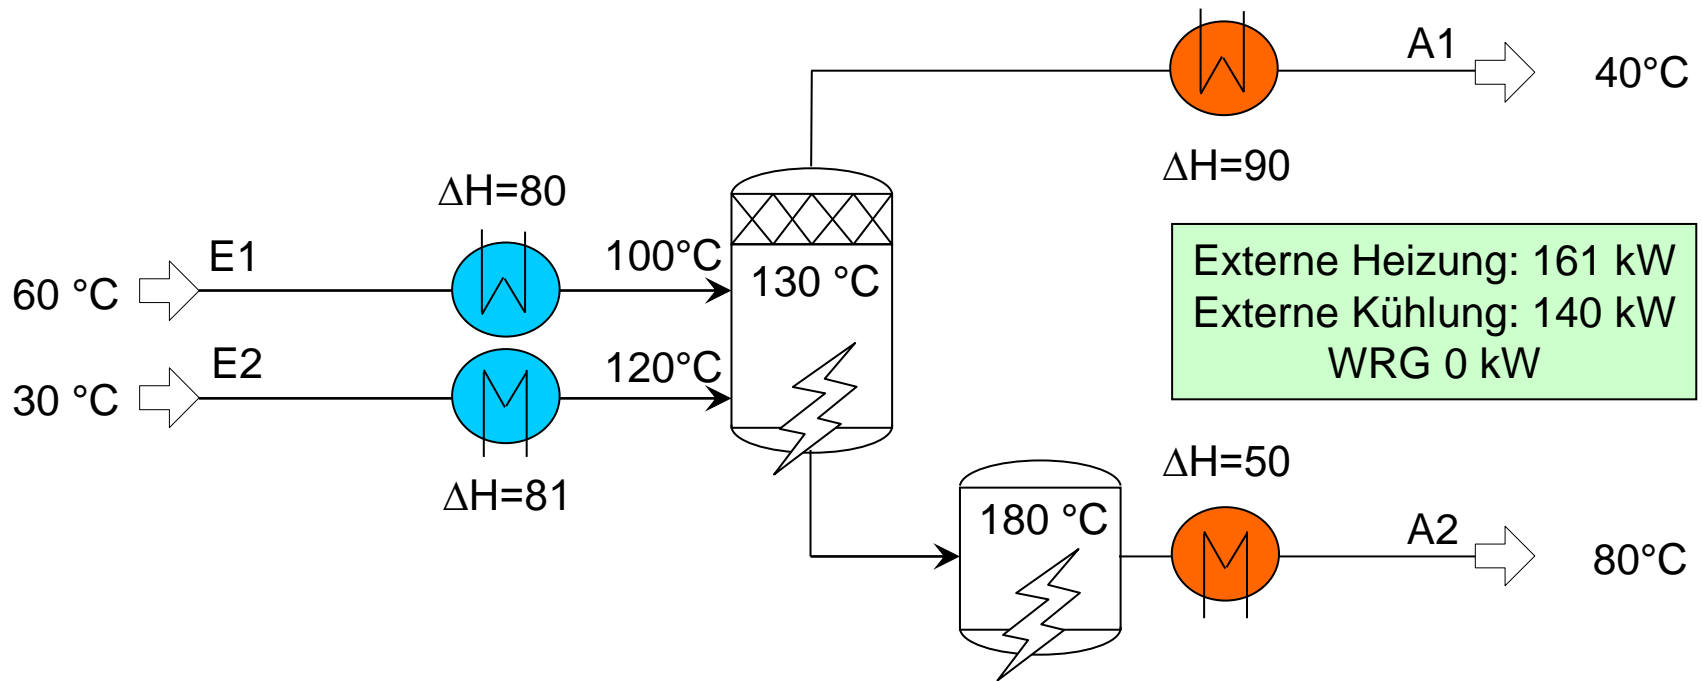 A1
40°C
ΔH=90
ΔH=80
E1
100°C
60 °C
130 °C
Externe Heizung: 161 kW
Externe Kühlung: 140 kW
WRG 0 kW
E2
120°C
30 °C
ΔH=81
ΔH=50
180 °C
A2
80°C